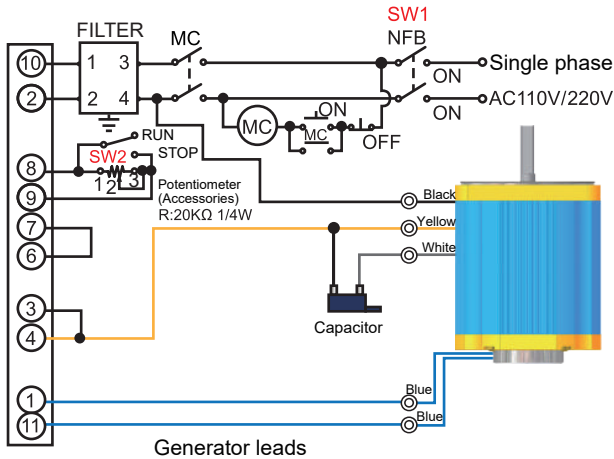 SW1
FILTER
MC
NFB
10
1 3
ON
Single phase
2
2 4
ON
AC110V/220V
MC
ON
MC
OFF
RUN
SW2
STOP
8
1 2 3
9
Potentiometer
(Accessories)
R:20KΩ 1/4W
Black
7
Yellow
6
White
3
Capacitor
4
1
Blue
11
Blue
Generator leads